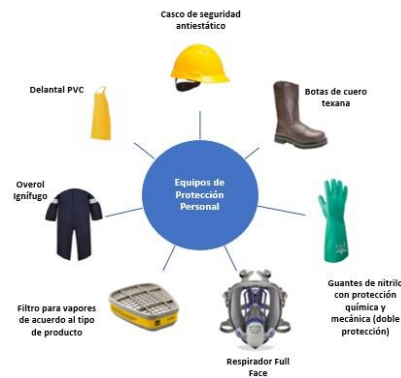 Casco de seguridad
antiestático
Delantal PVC
Botas de cuero
texana
Overol
Ignífugo
Equipos de
Protección
Personal
Guantes de nitrilo
con protección
química y
mecánica (doble
protección)
Filtro para vapores
de acuerdo al tipo
de producto
Respirador Full
Face